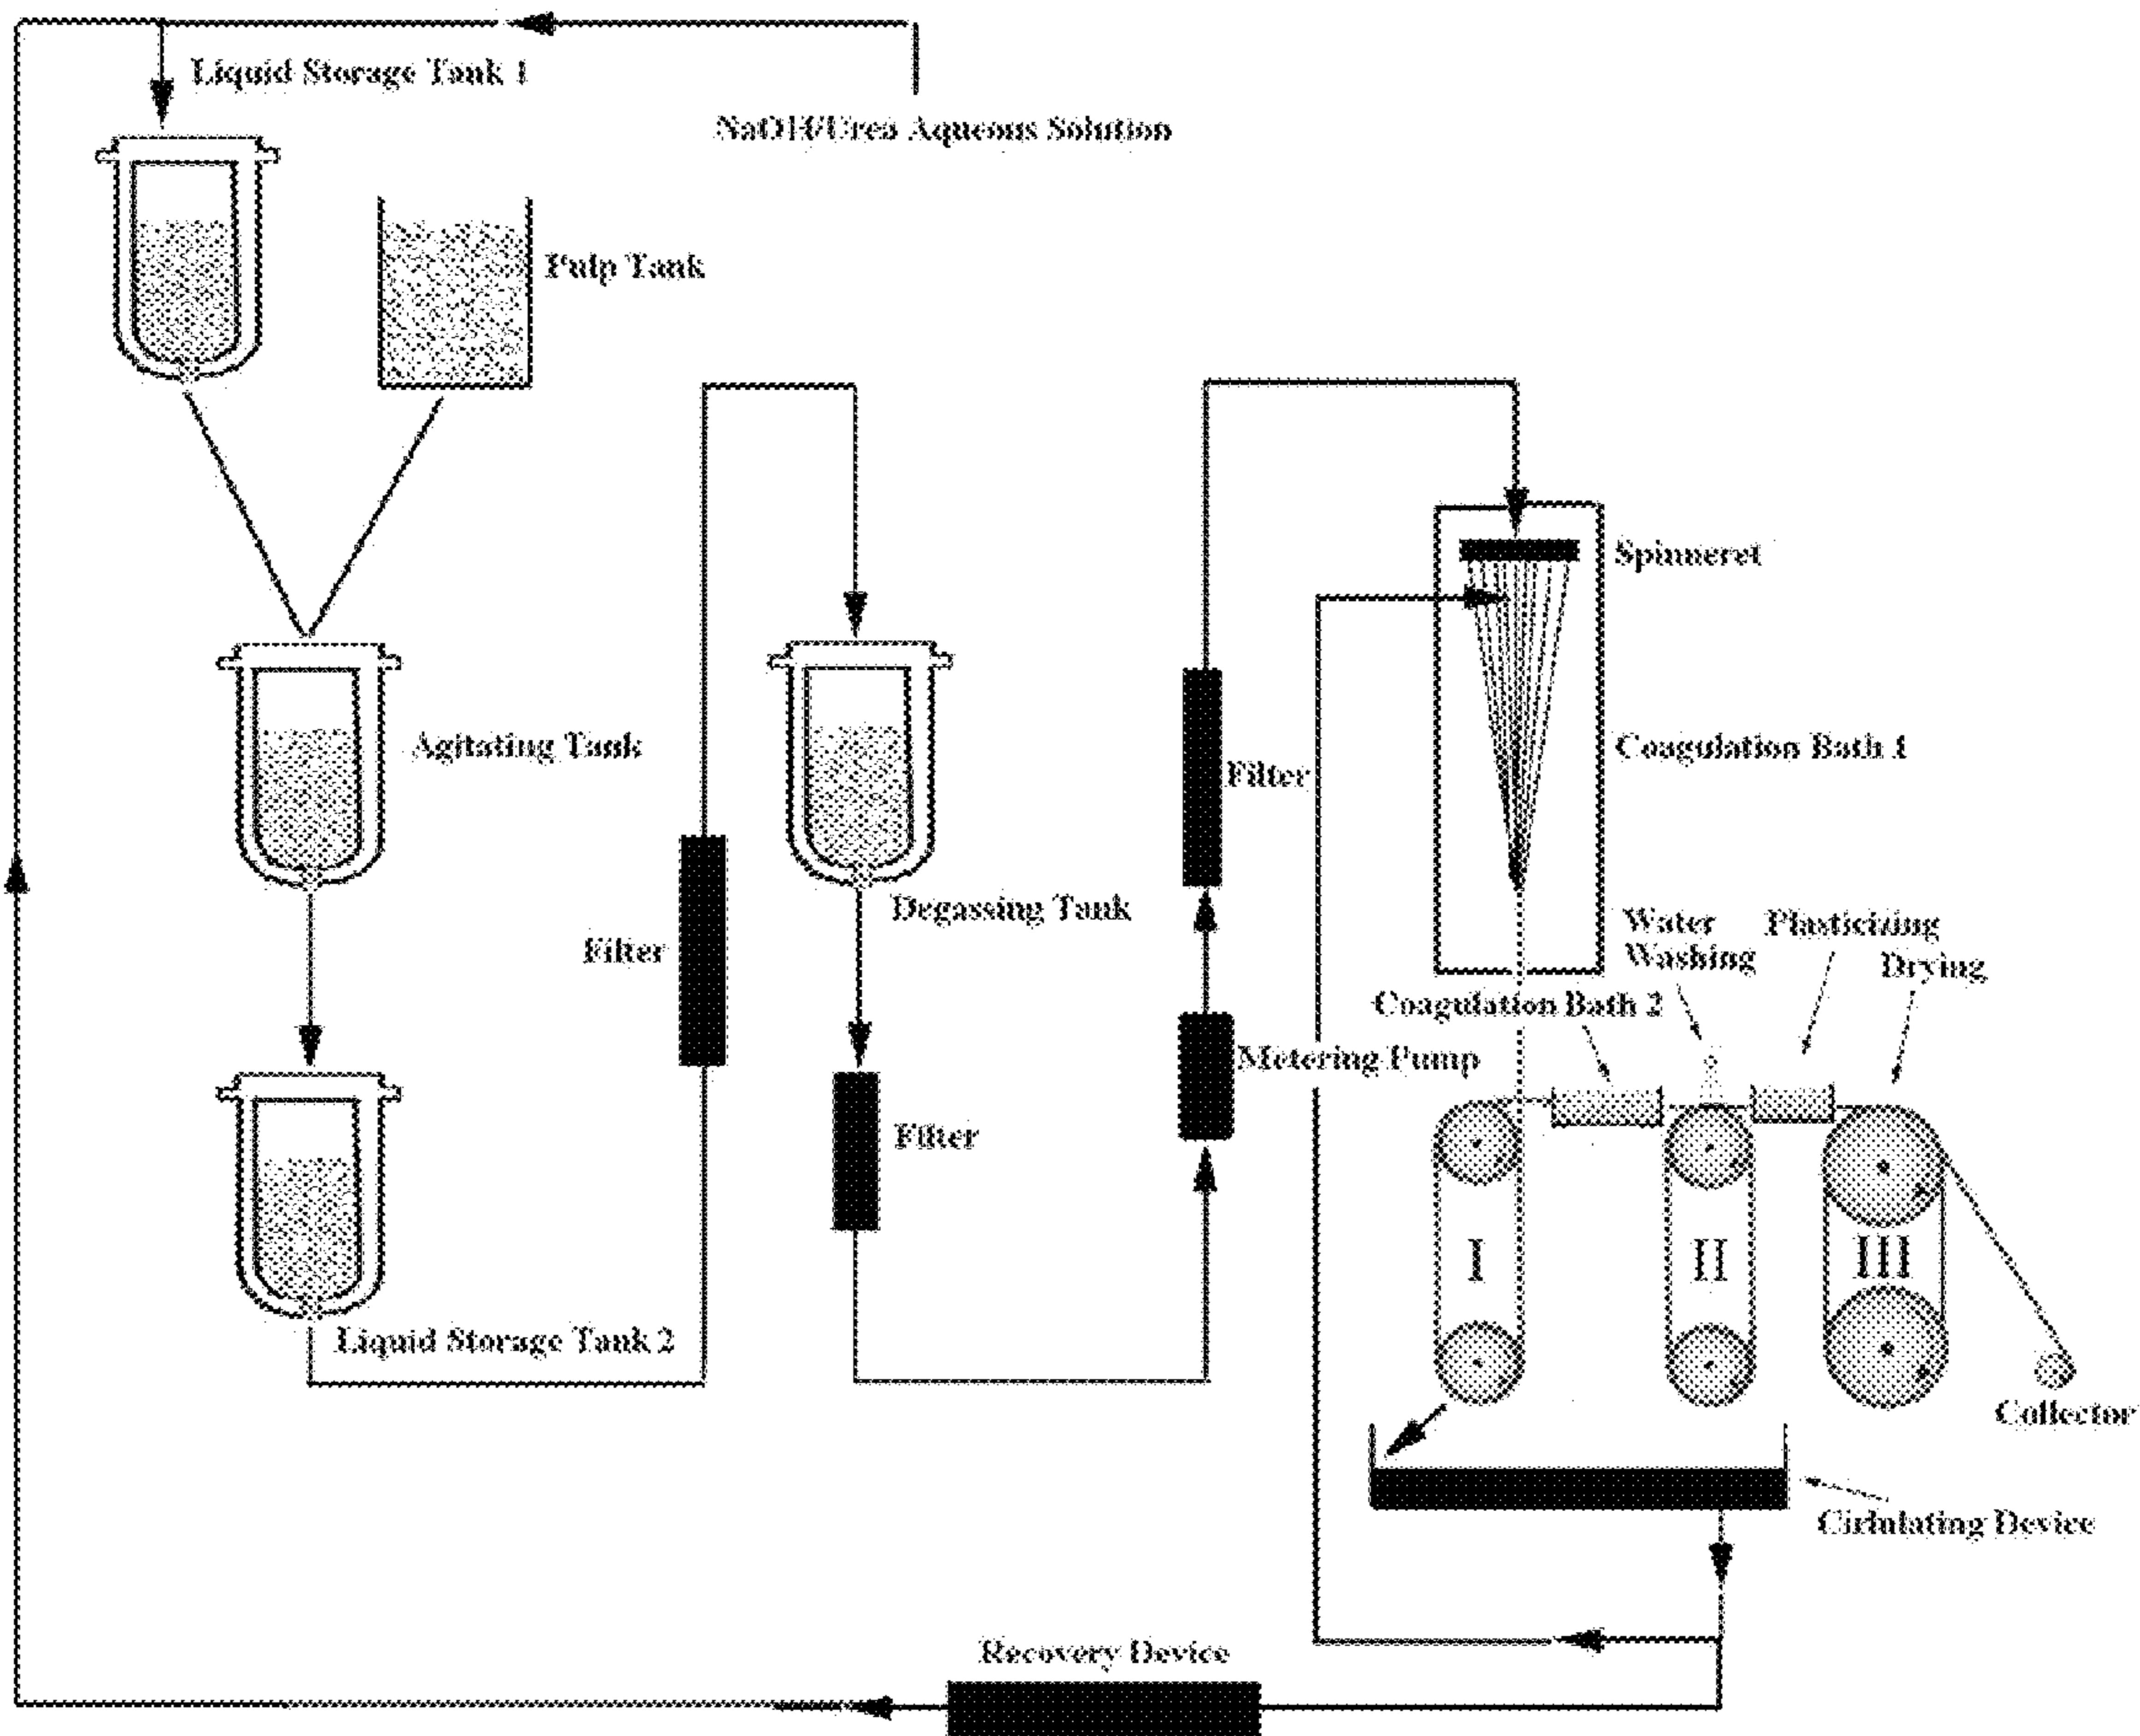 Liquid Storage Tank 1
NaOH/Urea Aqueous Solution
Pulp Tank
Spinneret
Agitating Tank
Coagulation Bath 1
Filter
Degassing Tank
Filter
Water
Washing
Plasticizing
Drying
Coagulation Bath 2
Metering Pump
Filter
I
II
III
Liquid Storage Tank 2
Collector
Cirlulating Device
Recovery Device